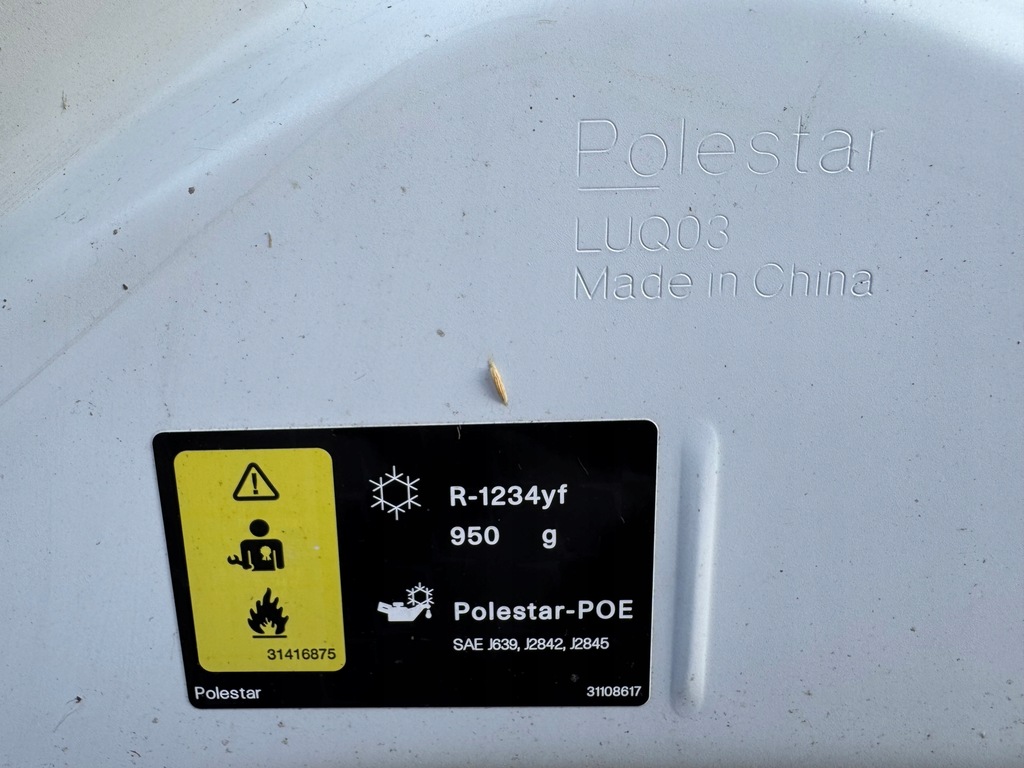 Polestar
LUQ03
Made in China
R-1234yf
950 g
Polestar-POE
SAE J639, J2842, J2845
31416875
Polestar
31108617